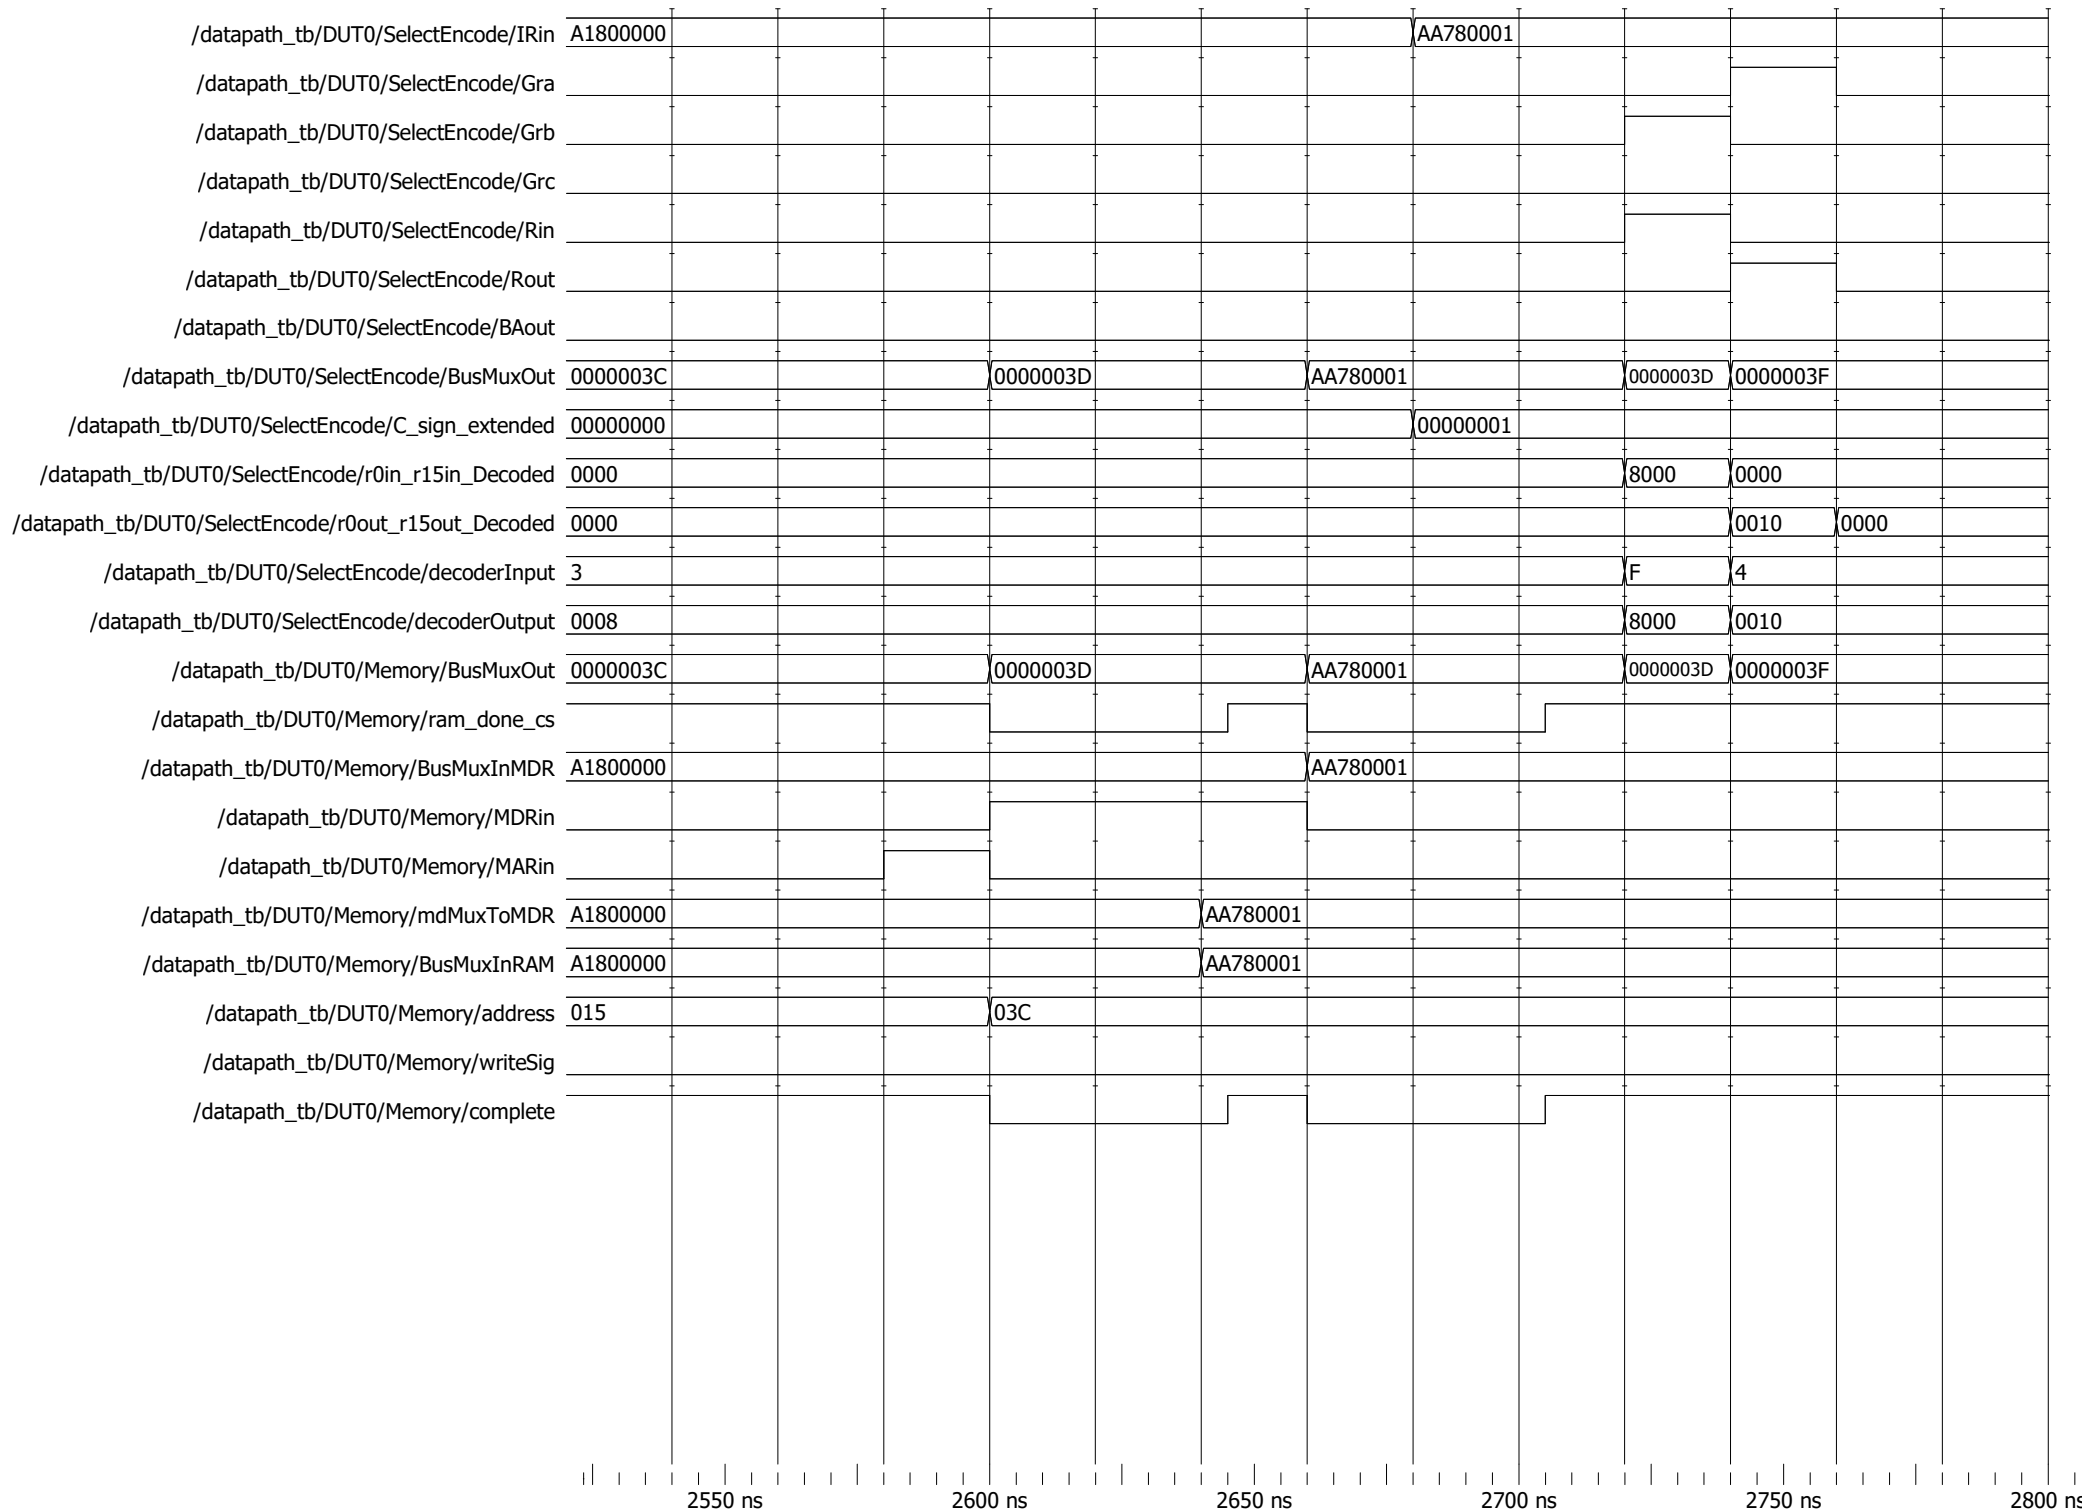 /datapath_tb/DUT0/SelectEncode/IRin A1800000 AA780001
/datapath_tb/DUT0/SelectEncode/Gra
/datapath_tb/DUT0/SelectEncode/Grb
/datapath_tb/DUT0/SelectEncode/Grc
/datapath_tb/DUT0/SelectEncode/Rin
/datapath_tb/DUT0/SelectEncode/Rout
/datapath_tb/DUT0/SelectEncode/BAout
/datapath_tb/DUT0/SelectEncode/BusMuxOut 0000003C 0000003D AA780001 0000003D 0000003F
/datapath_tb/DUT0/SelectEncode/C_sign_extended 00000000 00000001
/datapath_tb/DUT0/SelectEncode/r0in_r15in_Decoded 0000 8000 0000
/datapath_tb/DUT0/SelectEncode/r0out_r15out_Decoded 0000 0010 0000
/datapath_tb/DUT0/SelectEncode/decoderInput 3 F 4
/datapath_tb/DUT0/SelectEncode/decoderOutput 0008 8000 0010
/datapath_tb/DUT0/Memory/BusMuxOut 0000003C 0000003D AA780001 0000003D 0000003F
/datapath_tb/DUT0/Memory/ram_done_cs
/datapath_tb/DUT0/Memory/BusMuxInMDR A1800000 AA780001
/datapath_tb/DUT0/Memory/MDRin
/datapath_tb/DUT0/Memory/MARin
/datapath_tb/DUT0/Memory/mdMuxToMDR A1800000 AA780001
/datapath_tb/DUT0/Memory/BusMuxInRAM A1800000 AA780001
/datapath_tb/DUT0/Memory/address 015 03C
/datapath_tb/DUT0/Memory/writeSig
/datapath_tb/DUT0/Memory/complete
2550 ns 2600 ns 2650 ns 2700 ns 2750 ns 2800 ns